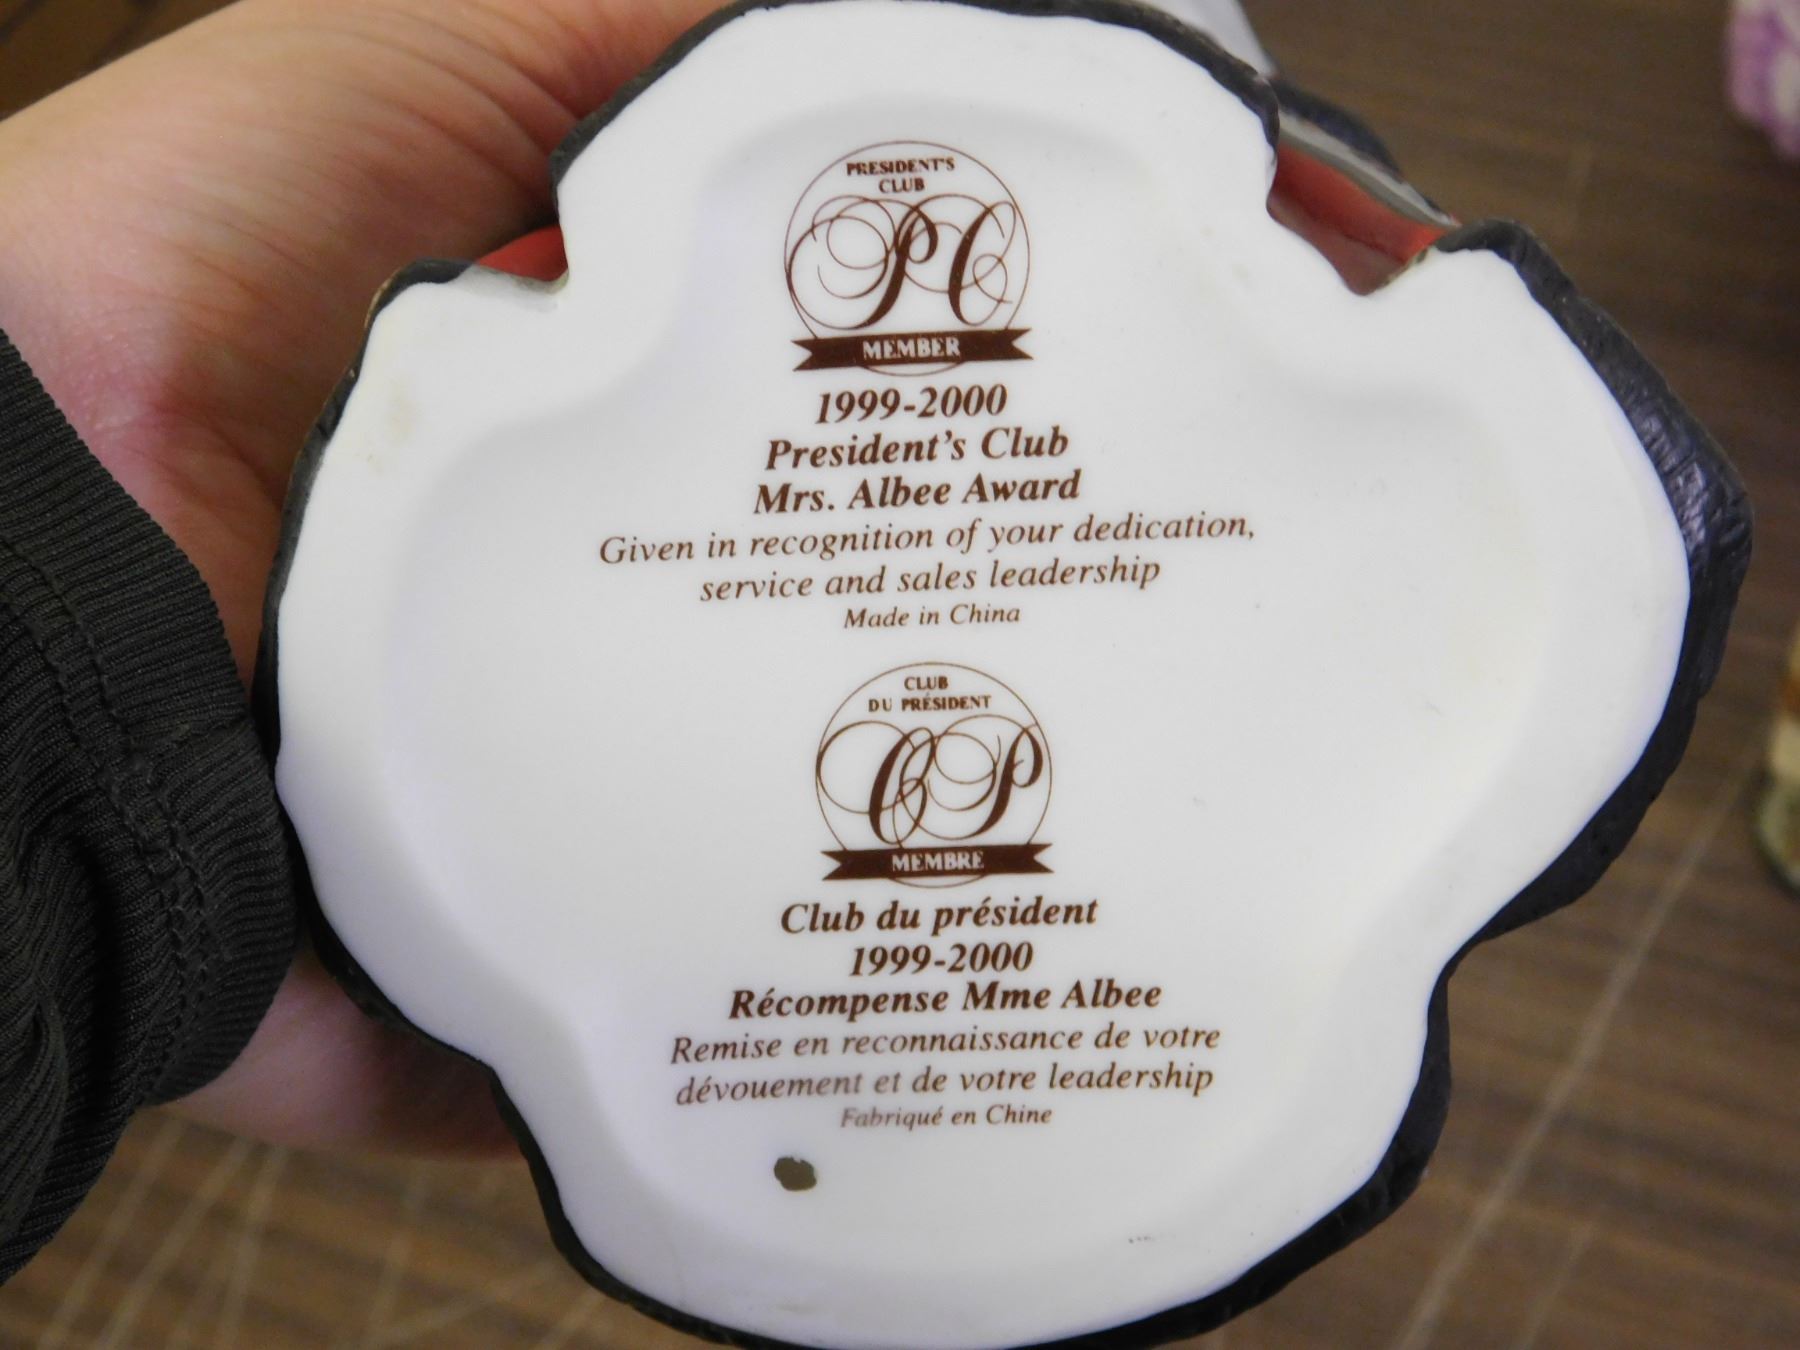 PRESIDENT'S
CLUB
PC
MEMBER
1999-2000
President's Club
Mrs. Albee Award
Given in recognition of your dedication,
service and sales leadership
Made in China
CLUB
DU PRÉSIDENT
CP
MEMBRE
Club du président
1999-2000
Récompense Mme Albee
Remise en reconnaissance de votre
dévouement et de votre leadership
Fabriqué en Chine